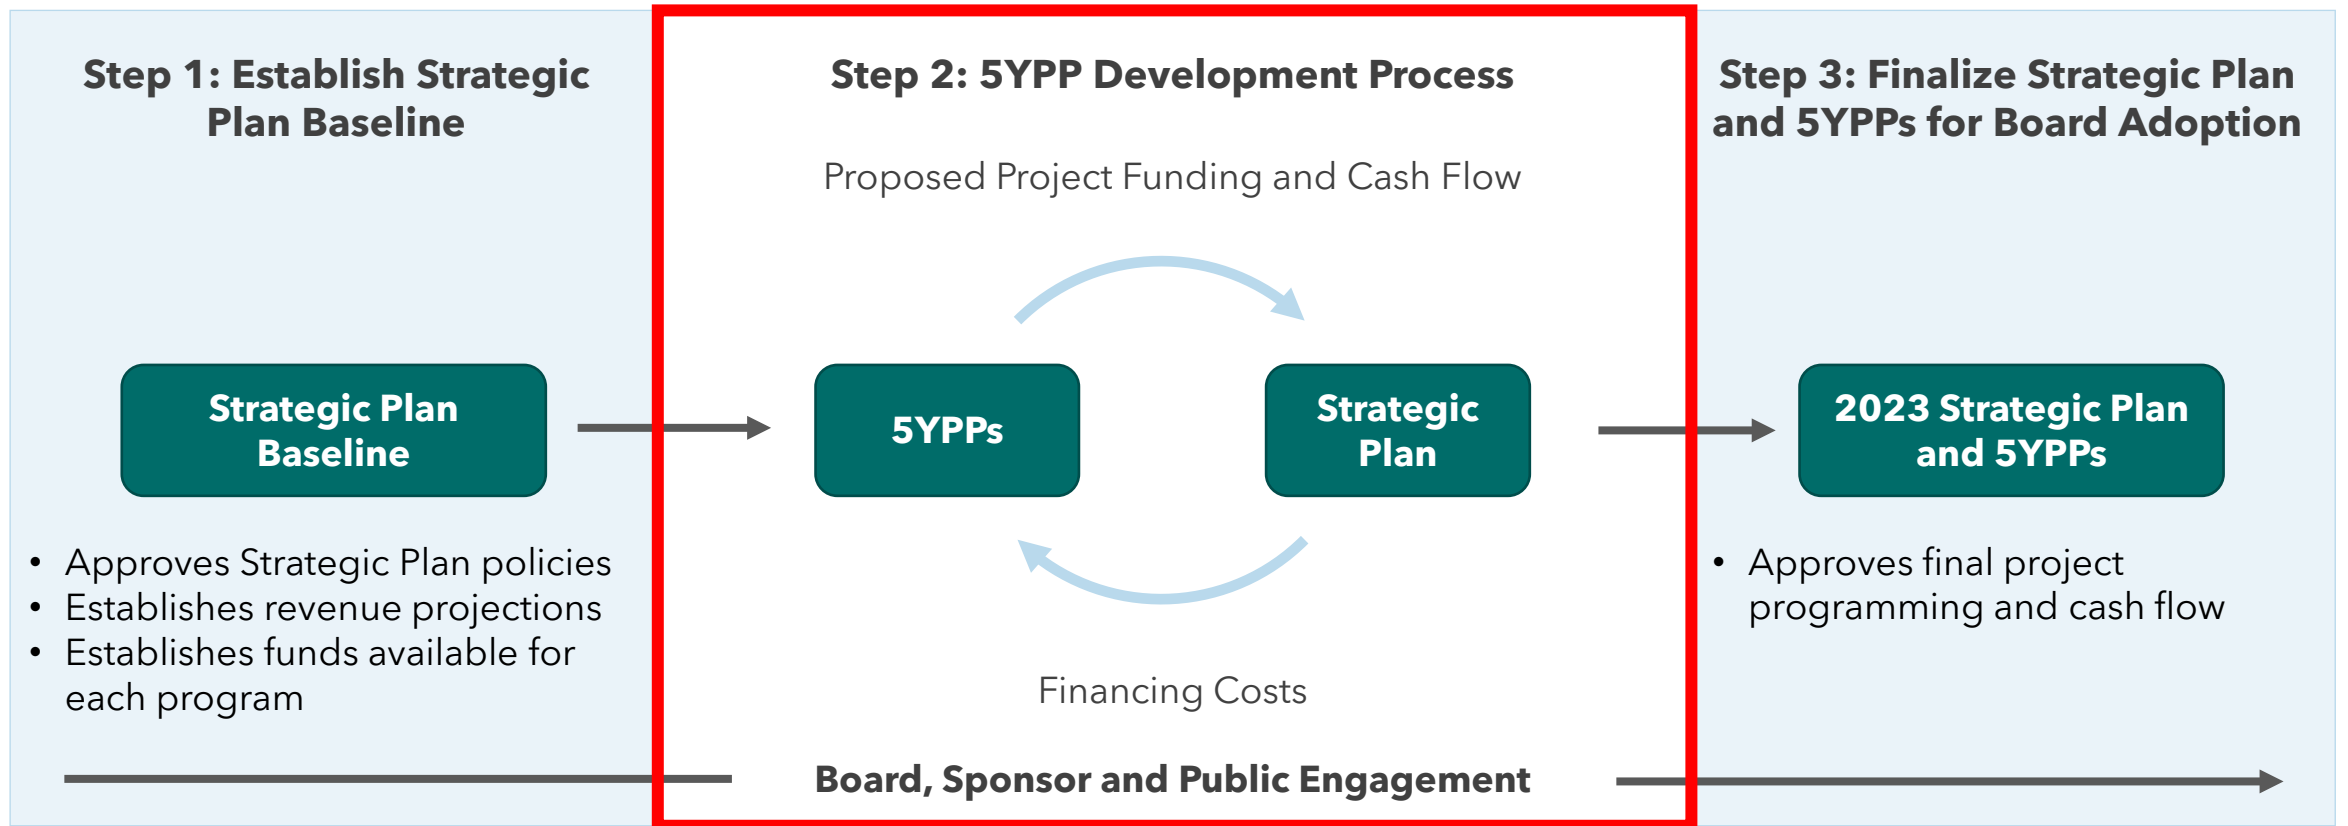 Step 1: Establish Strategic
Plan Baseline
Strategic Plan
Baseline
• Approves Strategic Plan policies
• Establishes revenue projections
• Establishes funds available for
each program
Step 2: 5YPP Development Process
Proposed Project Funding and Cash Flow
5YPPs
Strategic
Plan
Financing Costs
Board, Sponsor and Public Engagement
Step 3: Finalize Strategic Plan
and 5YPPs for Board Adoption
2023 Strategic Plan
and 5YPPs
• Approves final project
programming and cash flow